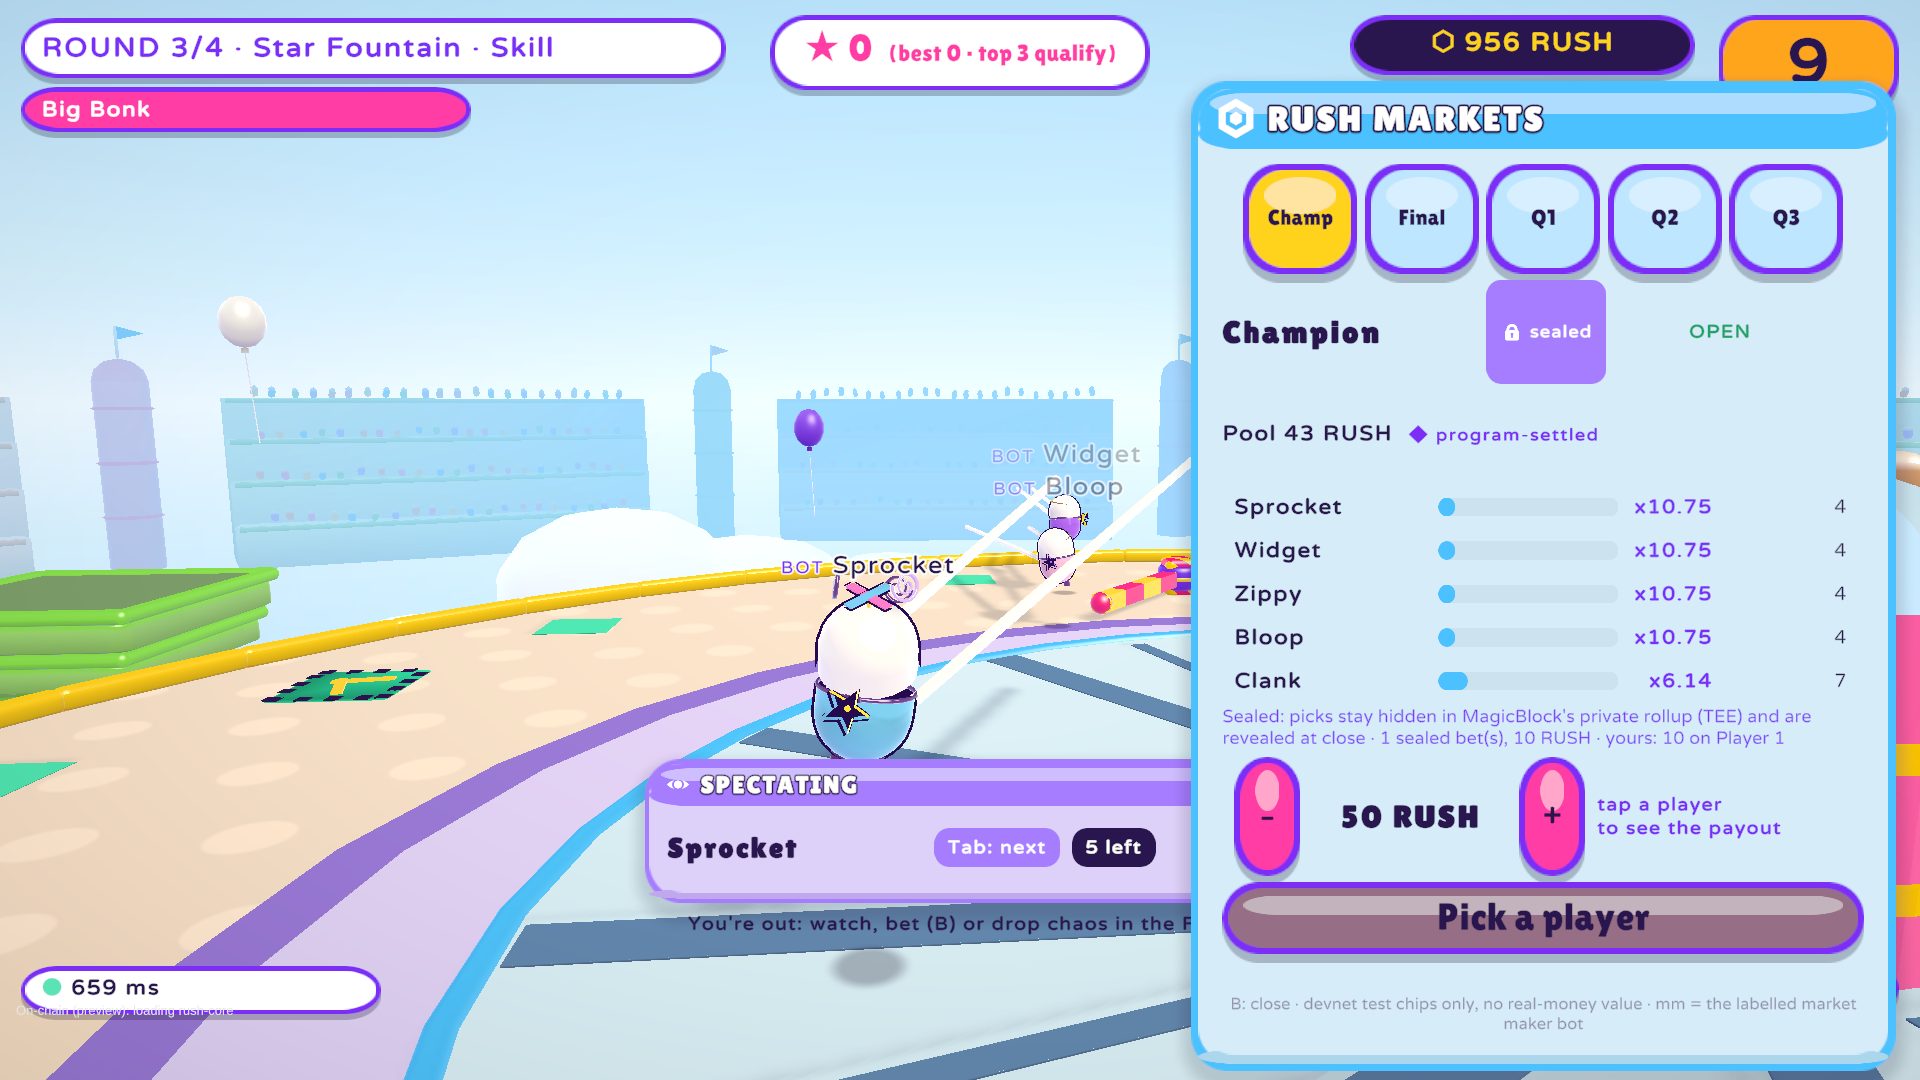 ROUND 3/4 · Star Fountain · Skill
Big Bonk
★ 0 (best 0 · top 3 qualify)
956 RUSH
9
RUSH MARKETS
Champ
Final
Q1
Q2
Q3
Champion
sealed
OPEN
Pool 43 RUSH ◆ program-settled
Sprocket x10.75 4
Widget x10.75 4
Zippy x10.75 4
Bloop x10.75 4
Clank x6.14 7
Sealed: picks stay hidden in MagicBlock's private rollup (TEE) and are
revealed at close · 1 sealed bet(s), 10 RUSH · yours: 10 on Player 1
- 50 RUSH +
tap a player
to see the payout
Pick a player
B: close · devnet test chips only, no real-money value · mm = the labelled market
maker bot
BOT Widget
BOT Bloop
BOT Sprocket
SPECTATING
Sprocket
Tab: next
5 left
You're out: watch, bet (B) or drop chaos in the
659 ms
On-chain (preview): loading rush-core